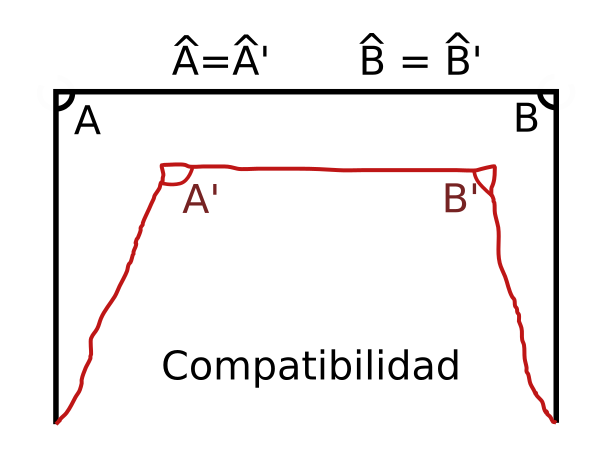 Â=Â' B̂ = B̂'
A B
A' B'
Compatibilidad